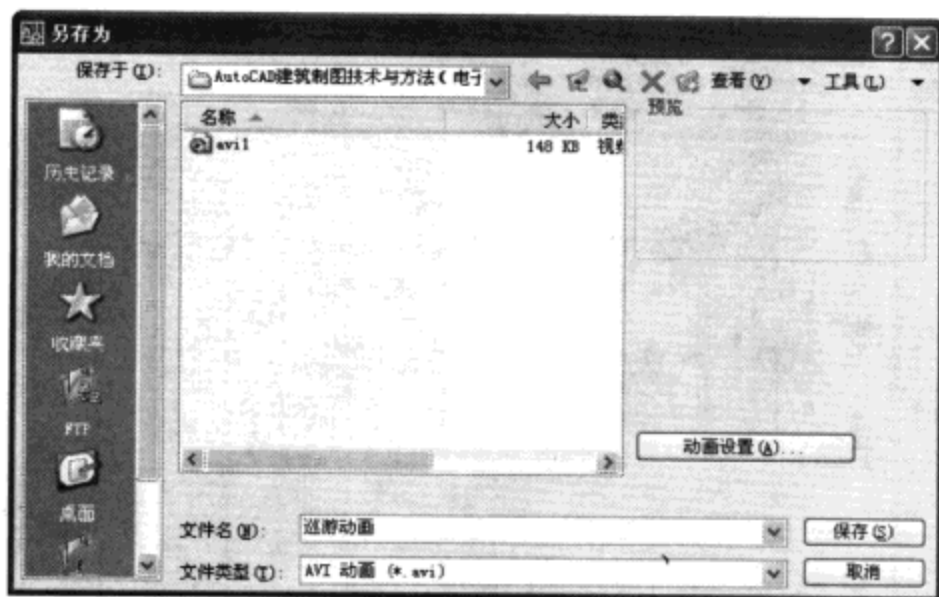 另存为
保存于(I):
AutoCAD建筑制图技术与方法(电子
查看(V)
工具(L)
名称
大小
类
预览
avi1
148 KB
视频
历史记录
我的文档
收藏夹
FTP
桌面
动画设置(A)...
文件名(N):
巡游动画
保存(S)
文件类型(T):
AVI 动画 (*.avi)
取消